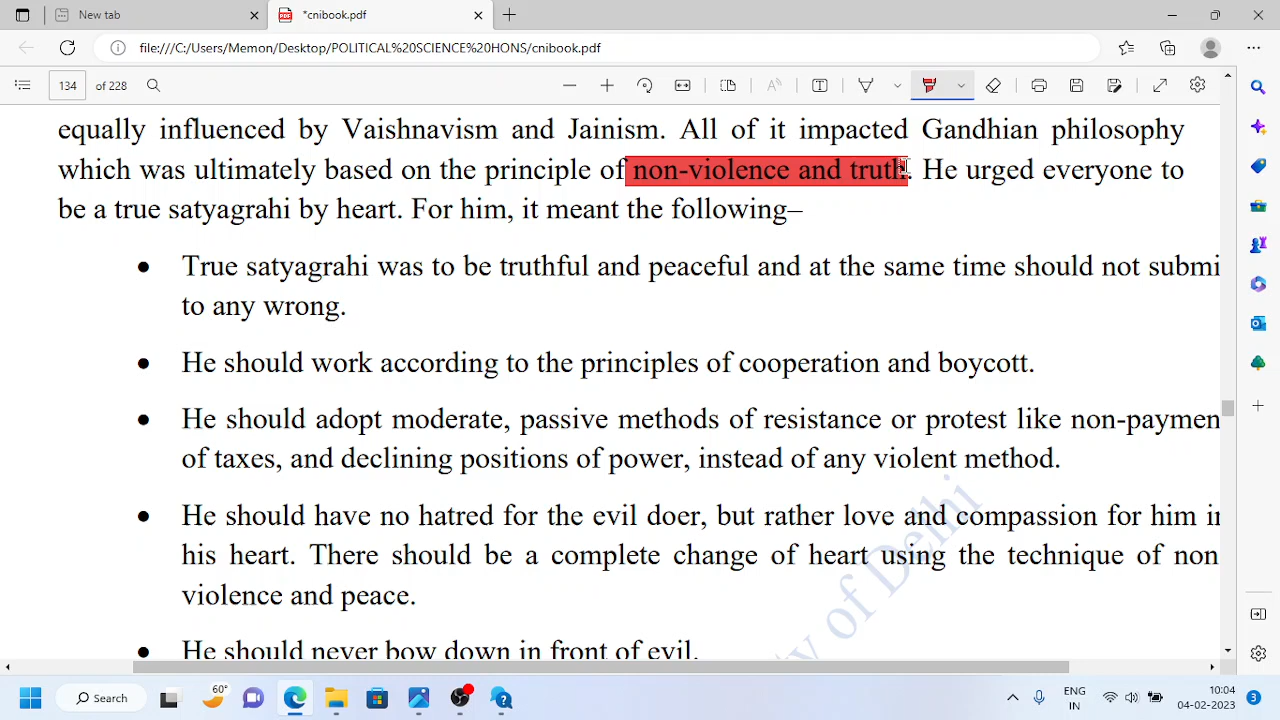 New tab
*cnibook.pdf
file:///C:/Users/Memon/Desktop/POLITICAL%20SCIENCE%20HONS/cnibook.pdf
134 of 228
equally influenced by Vaishnavism and Jainism. All of it impacted Gandhian philosophy
which was ultimately based on the principle of non-violence and truth. He urged everyone to
be a true satyagrahi by heart. For him, it meant the following–
● True satyagrahi was to be truthful and peaceful and at the same time should not submi
to any wrong.
● He should work according to the principles of cooperation and boycott.
● He should adopt moderate, passive methods of resistance or protest like non-paymen
of taxes, and declining positions of power, instead of any violent method.
● He should have no hatred for the evil doer, but rather love and compassion for him in
his heart. There should be a complete change of heart using the technique of non
violence and peace.
● He should never bow down in front of evil.
ty of Delhi
60°
Search
ENG
IN
10:04
04-02-2023
3